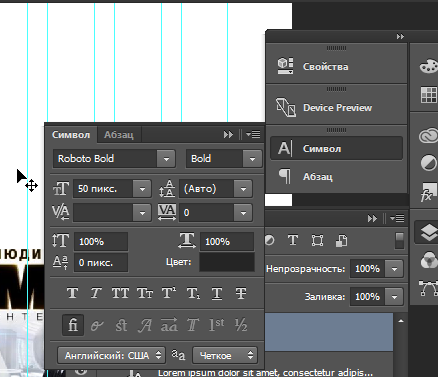 Свойства
Device Preview
Символ
Абзац
Символ Абзац
Roboto Bold Bold
50 пикс. (Авто)
0
100% 100%
0 пикс. Цвет:
T T TT Tт T¹ T₁ T T
fi st A aa T 1st ½
Английский: США aa Четкое
Непрозрачность: 100%
Заливка: 100%
Lorem ipsum dolor sit amet, consectetur adipis...
ЛЮДИ
М
НТЕ